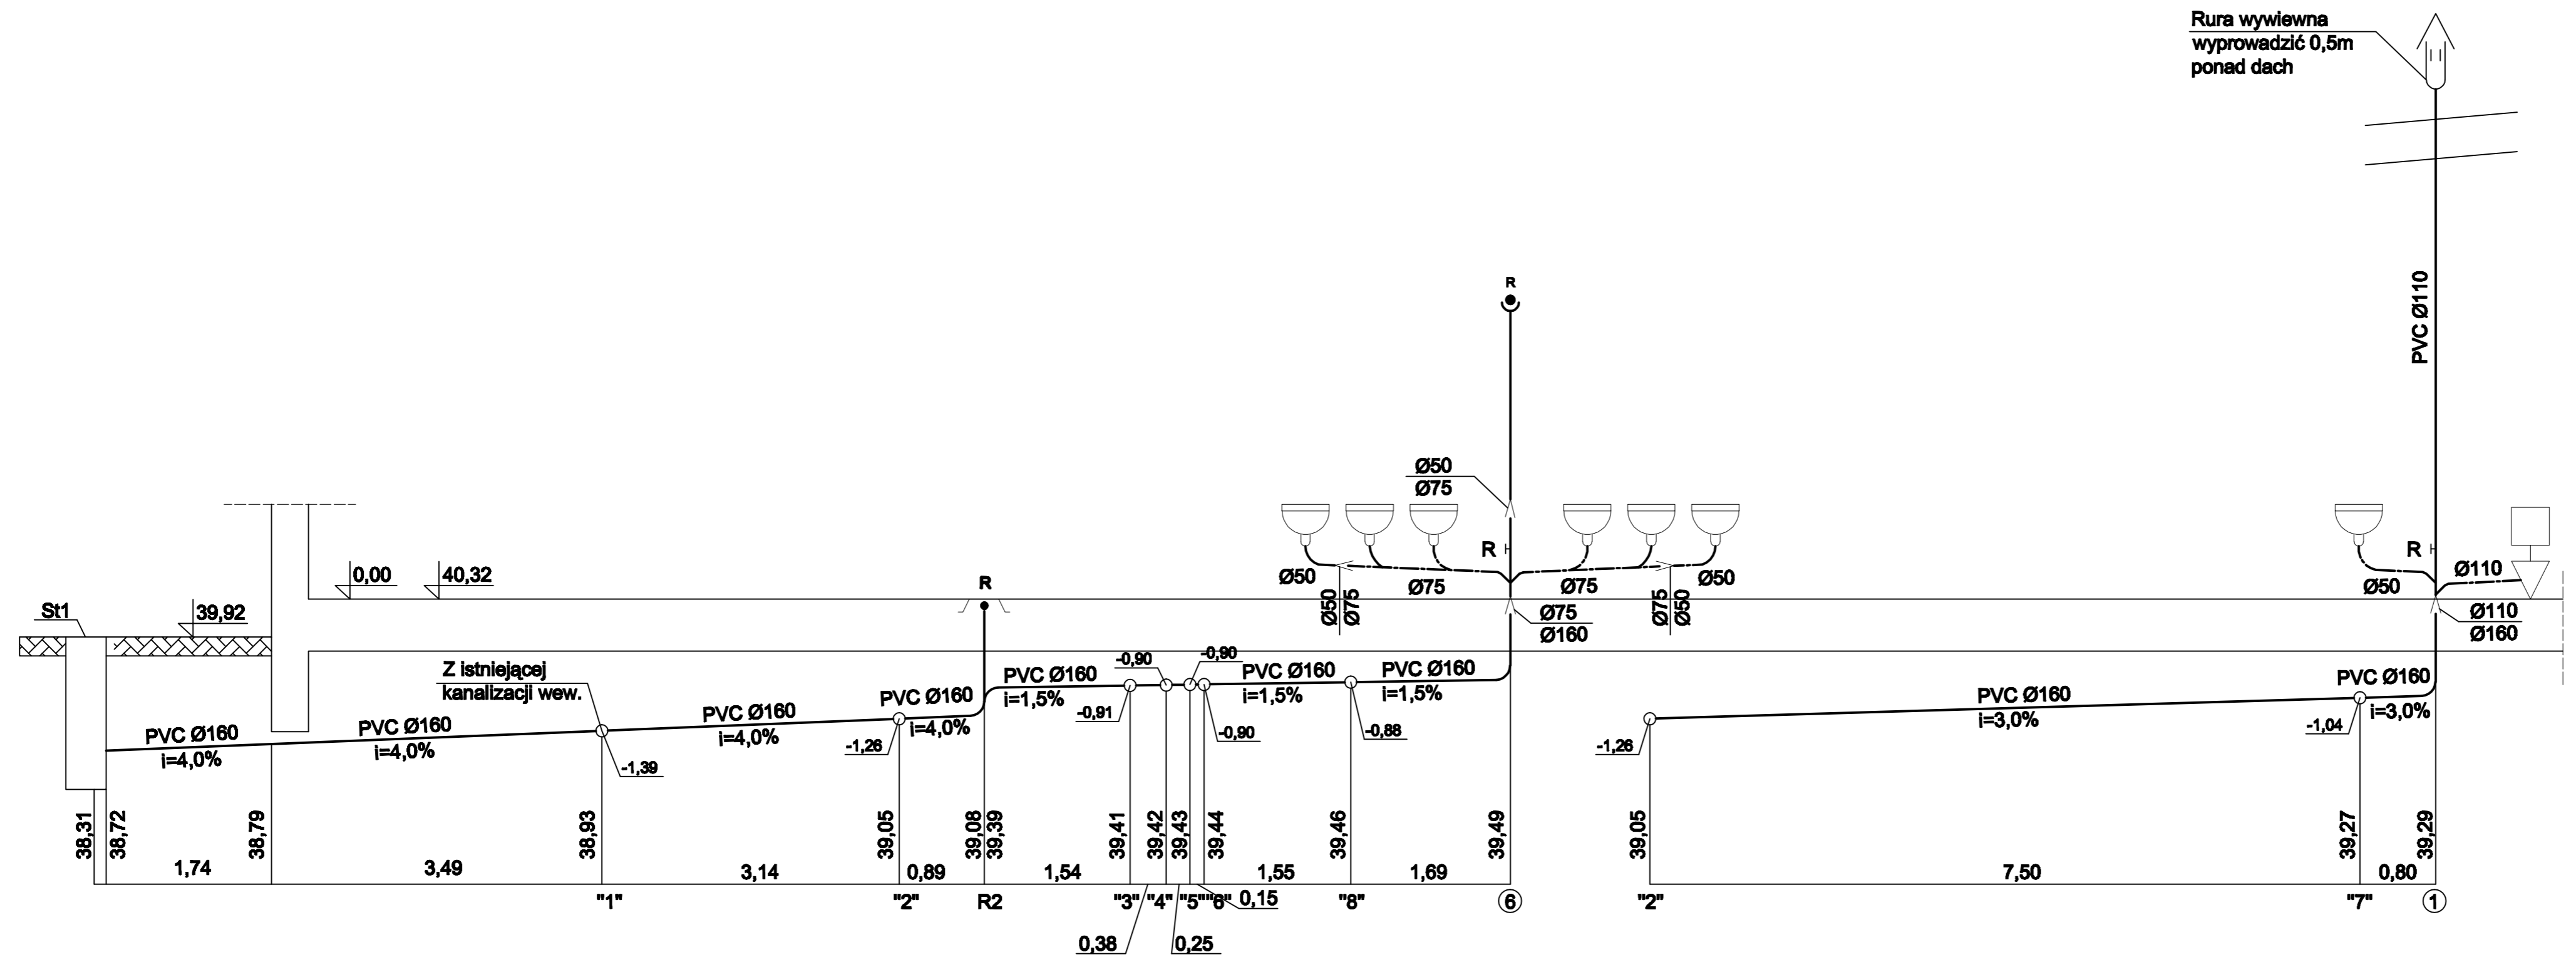 Rura wywiewna
wyprowadzić 0,5m
ponad dach
PVC Ø110
R
Ø50
Ø75
R
R
Ø50
Ø75
Ø75
Ø50
Ø50
Ø110
Ø50
Ø75
Ø75
Ø50
Ø75
Ø160
Ø110
Ø160
0,00
40,32
R
St1
39,92
Z istniejącej
kanalizacji wew.
PVC Ø160
i=4,0%
PVC Ø160
i=4,0%
-1,39
PVC Ø160
i=4,0%
PVC Ø160
i=4,0%
-1,26
PVC Ø160
i=1,5%
-0,91
-0,90
-0,90
-0,90
PVC Ø160
i=1,5%
-0,88
PVC Ø160
i=1,5%
-1,26
PVC Ø160
i=3,0%
-1,04
PVC Ø160
i=3,0%
38,31
38,72
38,79
38,93
39,05
39,08
39,39
39,41
39,42
39,43
39,44
39,46
39,49
39,05
39,27
39,29
1,74
3,49
3,14
0,89
1,54
1,55
1,69
7,50
0,80
"1"
"2"
R2
"3"
"4"
"5"
"6"
0,15
"8"
6
"2"
"7"
1
0,38
0,25